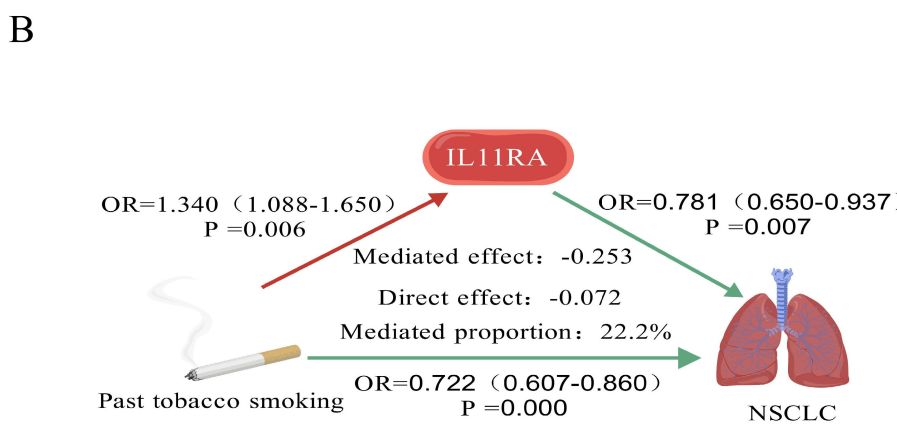 B
IL11RA
OR=1.340（1.088-1.650）
P =0.006
OR=0.781（0.650-0.937）
P =0.007
Mediated effect：-0.253
Direct effect：-0.072
Mediated proportion：22.2%
OR=0.722（0.607-0.860）
P =0.000
Past tobacco smoking
NSCLC